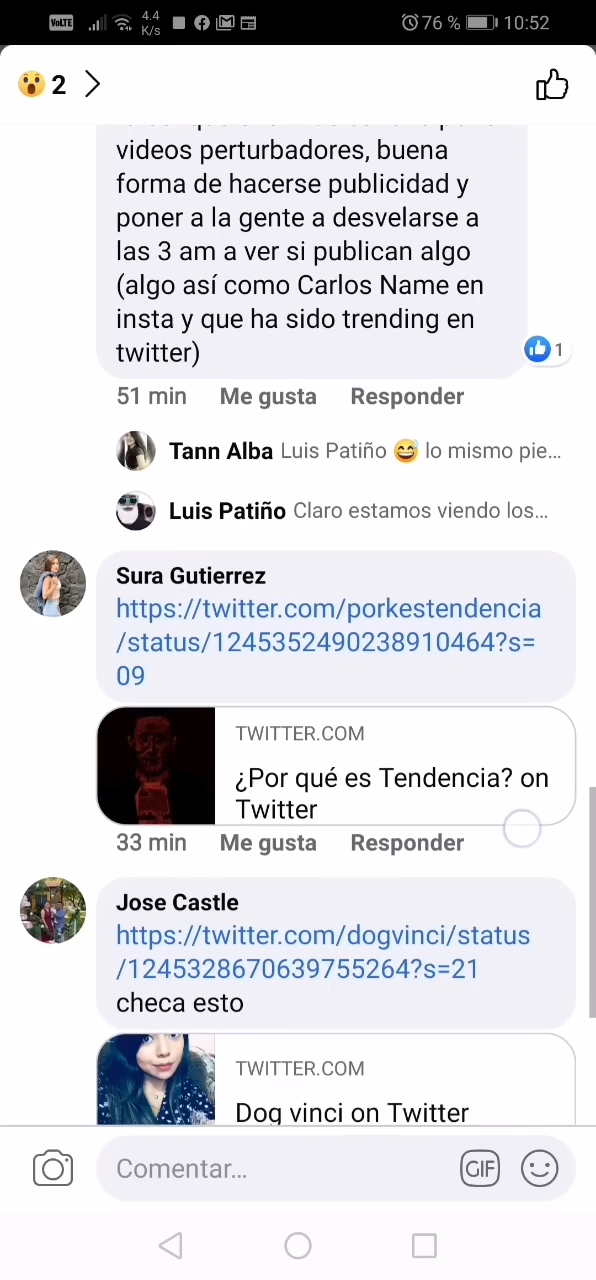 VoLTE 4.4 K/s 76 % 10:52
2
videos perturbadores, buena
forma de hacerse publicidad y
poner a la gente a desvelarse a
las 3 am a ver si publican algo
(algo así como Carlos Name en
insta y que ha sido trending en
twitter)
1
51 min Me gusta Responder
Tann Alba Luis Patiño 😅 lo mismo pie...
Luis Patiño Claro estamos viendo los...
Sura Gutierrez
https://twitter.com/porkestendencia
/status/1245352490238910464?s=
09
TWITTER.COM
¿Por qué es Tendencia? on
Twitter
33 min Me gusta Responder
Jose Castle
https://twitter.com/dogvinci/status
/1245328670639755264?s=21
checa esto
TWITTER.COM
Dog vinci on Twitter
Comentar... GIF